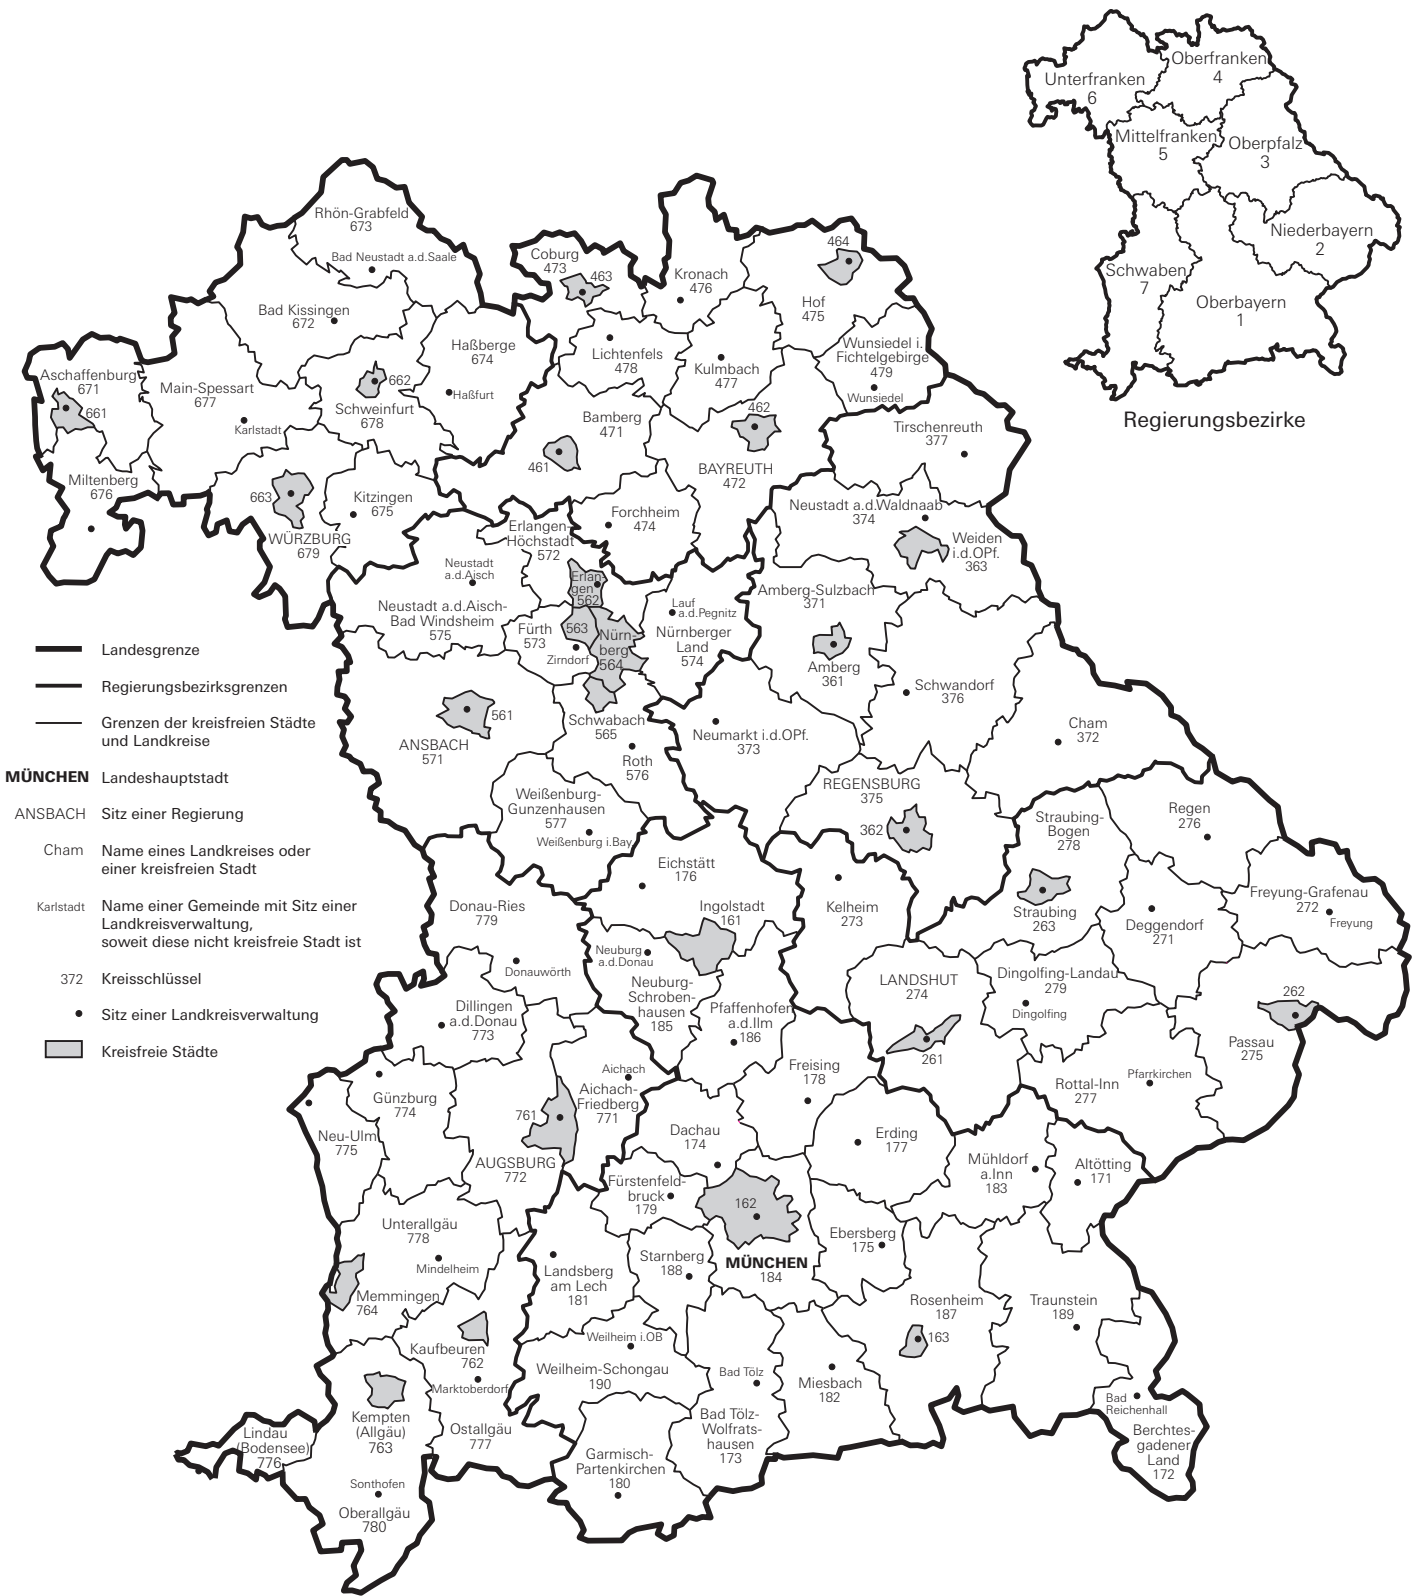 Oberfranken
4
Unterfranken
6
Mittelfranken
5
Oberpfalz
3
Niederbayern
2
Schwaben
7
Oberbayern
1
Regierungsbezirke
Rhön-Grabfeld
673
Bad Neustadt a.d.Saale
Bad Kissingen
672
Coburg
473
463
Kronach
476
464
Hof
475
Haßberge
674
Haßfurt
Lichtenfels
478
Kulmbach
477
Wunsiedel i.
Fichtelgebirge
479
Wunsiedel
Aschaffenburg
671
661
Main-Spessart
677
Karlstadt
662
Schweinfurt
678
Bamberg
471
461
462
BAYREUTH
472
Tirschenreuth
377
Miltenberg
676
663
WÜRZBURG
679
Kitzingen
675
Forchheim
474
Erlangen-
Höchstadt
572
Neustadt a.d.Waldnaab
374
Weiden
i.d.OPf.
363
Neustadt
a.d.Aisch
Neustadt a.d.Aisch-
Bad Windsheim
575
Erlan-
gen
562
Fürth
573
Zirndorf
563
Nürn-
berg
564
Lauf
a.d.Pegnitz
Nürnberger
Land
574
Amberg-Sulzbach
371
Amberg
361
Schwandorf
376
Cham
372
Landesgrenze
Regierungsbezirksgrenzen
Grenzen der kreisfreien Städte
und Landkreise
MÜNCHEN Landeshauptstadt
ANSBACH Sitz einer Regierung
Cham Name eines Landkreises oder
einer kreisfreien Stadt
Karlstadt Name einer Gemeinde mit Sitz einer
Landkreisverwaltung,
soweit diese nicht kreisfreie Stadt ist
372 Kreisschlüssel
Sitz einer Landkreisverwaltung
Kreisfreie Städte
561
ANSBACH
571
Schwabach
565
Roth
576
Neumarkt i.d.OPf.
373
Weißenburg-
Gunzenhausen
577
Weißenburg i.Bay.
REGENSBURG
375
362
Straubing-
Bogen
278
Regen
276
Eichstätt
176
Ingolstadt
161
Kelheim
273
Straubing
263
Deggendorf
271
Freyung-Grafenau
272
Freyung
Donau-Ries
779
Donauwörth
Neuburg
a.d.Donau
Neuburg-
Schroben-
hausen
185
Pfaffenhofen
a.d.Ilm
186
LANDSHUT
274
261
Dingolfing-Landau
279
Dingolfing
262
Passau
275
Dillingen
a.d.Donau
773
Aichach
Aichach-
Friedberg
771
Freising
178
Rottal-Inn
277
Pfarrkirchen
Günzburg
774
Neu-Ulm
775
761
AUGSBURG
772
Dachau
174
Erding
177
Mühldorf
a.Inn
183
Altötting
171
Fürstenfeld-
bruck
179
162
MÜNCHEN
184
Ebersberg
175
Unterallgäu
778
Mindelheim
Memmingen
764
Landsberg
am Lech
181
Starnberg
188
Rosenheim
187
163
Traunstein
189
Kaufbeuren
762
Marktoberdorf
Ostallgäu
777
Weilheim i.OB
Weilheim-Schongau
190
Bad Tölz
Bad Tölz-
Wolfrats-
hausen
173
Miesbach
182
Bad
Reichenhall
Berchtes-
gadener
Land
172
Kempten
(Allgäu)
763
Lindau
(Bodensee)
776
Sonthofen
Oberallgäu
780
Garmisch-
Partenkirchen
180